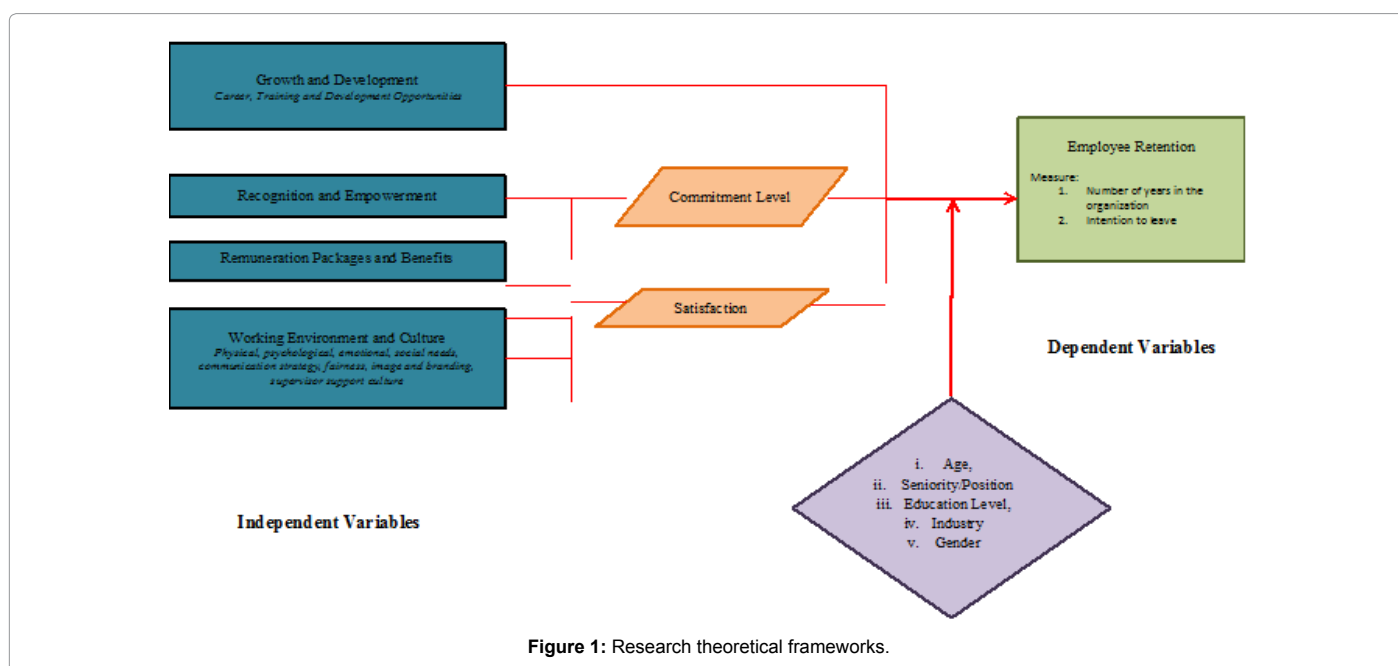 Growth and Development
Career, Training and Development Opportunities
Recognition and Empowerment
Remuneration Packages and Benefits
Working Environment and Culture
Physical, psychological, emotional, social needs,
communication strategy, fairness, image and branding,
supervisor support culture
Independent Variables
Commitment Level
Satisfaction
Employee Retention
Measure:
1. Number of years in the
organization
2. Intention to leave
Dependent Variables
i. Age,
ii. Seniority/Position
iii. Education Level,
iv. Industry
v. Gender
Figure 1: Research theoretical frameworks.